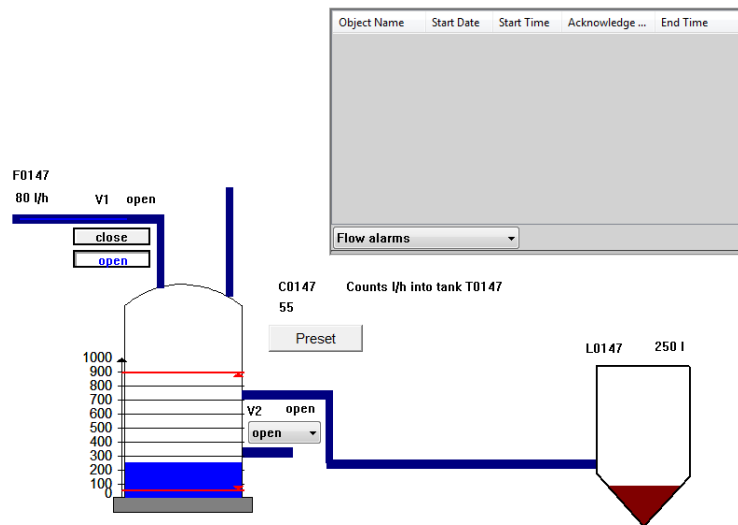 Object Name Start Date Start Time Acknowledge ... End Time
F0147
80 l/h V1 open
close
open
Flow alarms
C0147 Counts l/h into tank T0147
55
Preset
L0147 250 l
1000
900
800
700
600
500
400
300
200
100
0
V2 open
open